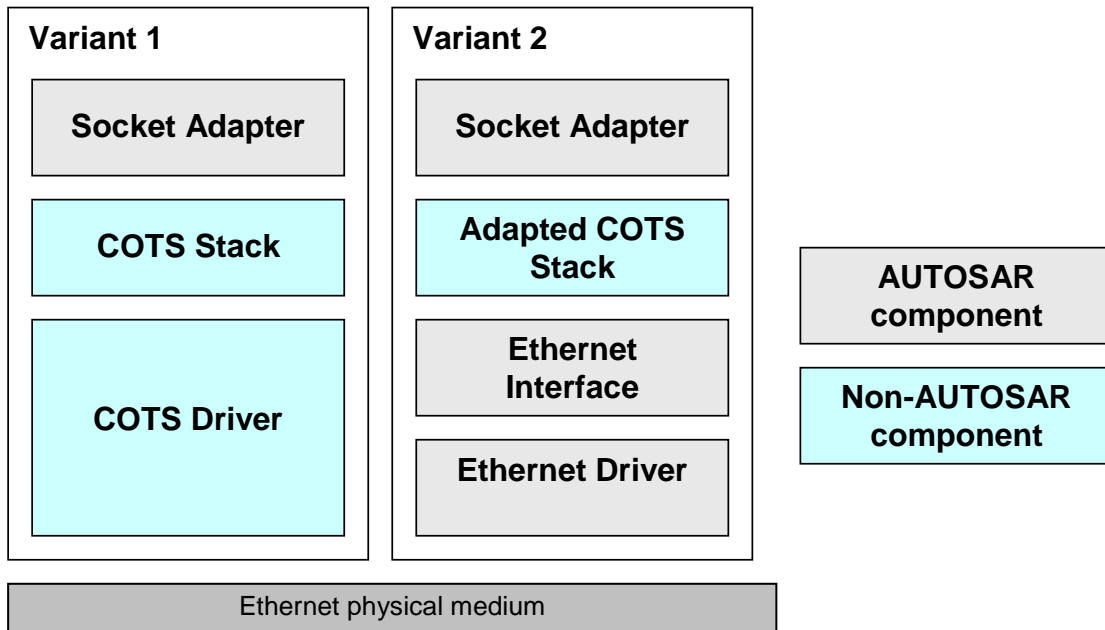 Variant 1
Socket Adapter
COTS Stack
COTS Driver
Variant 2
Socket Adapter
Adapted COTS
Stack
Ethernet
Interface
Ethernet Driver
AUTOSAR
component
Non-AUTOSAR
component
Ethernet physical medium